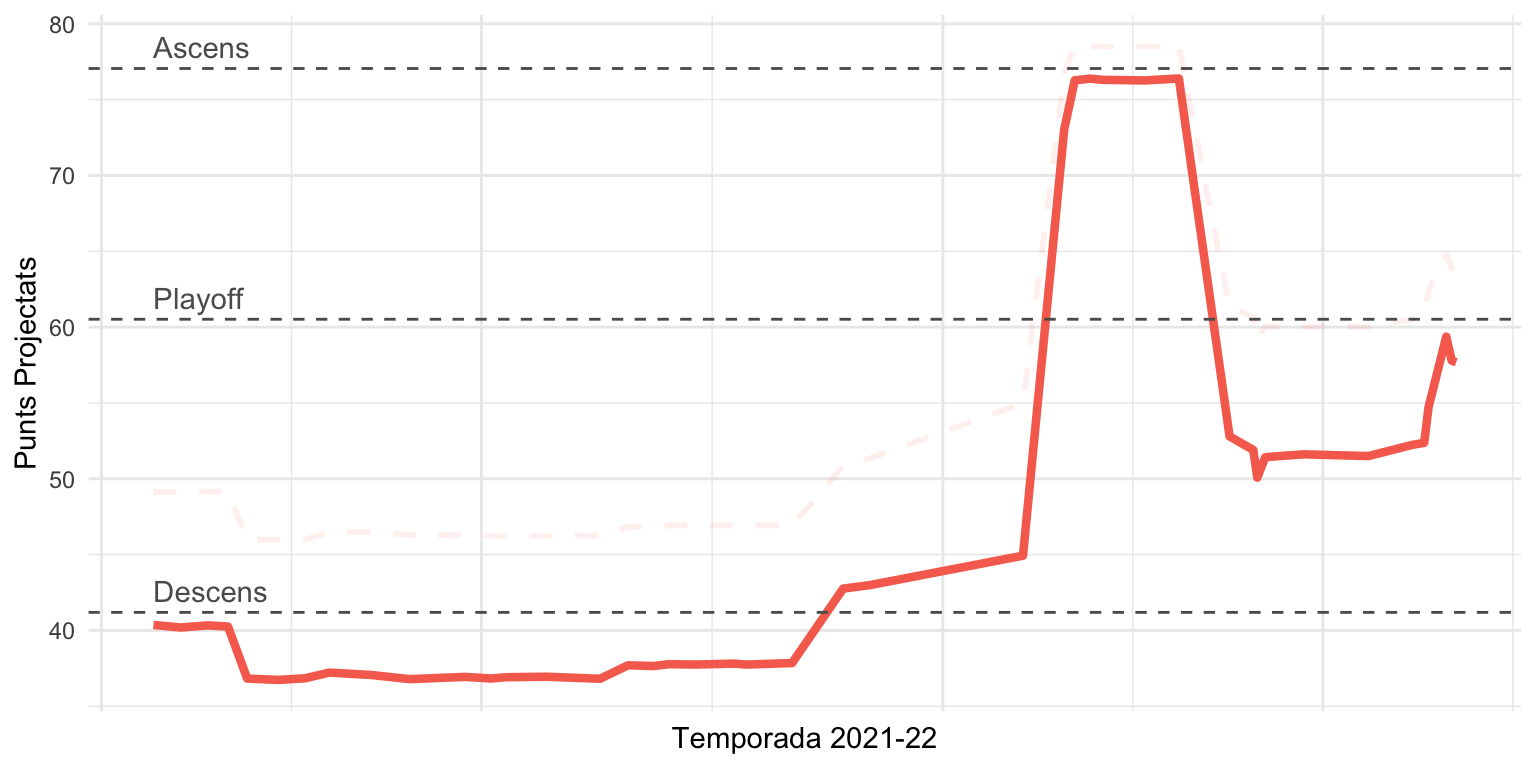 80
Ascens
70
Playoff
60
50
Descens
40
Punts Projectats
Temporada 2021-22